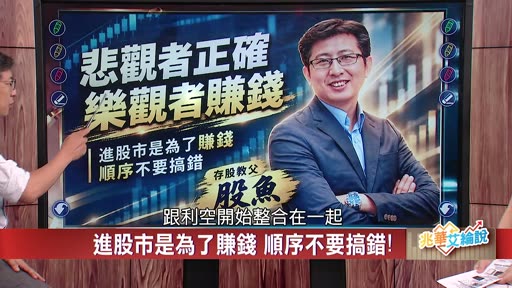 悲觀者正確
樂觀者賺錢
進股市是為了賺錢
順序不要搞錯
存股教父
股魚
跟利空開始整合在一起
進股市是為了賺錢 順序不要搞錯!
兆華艾綸說